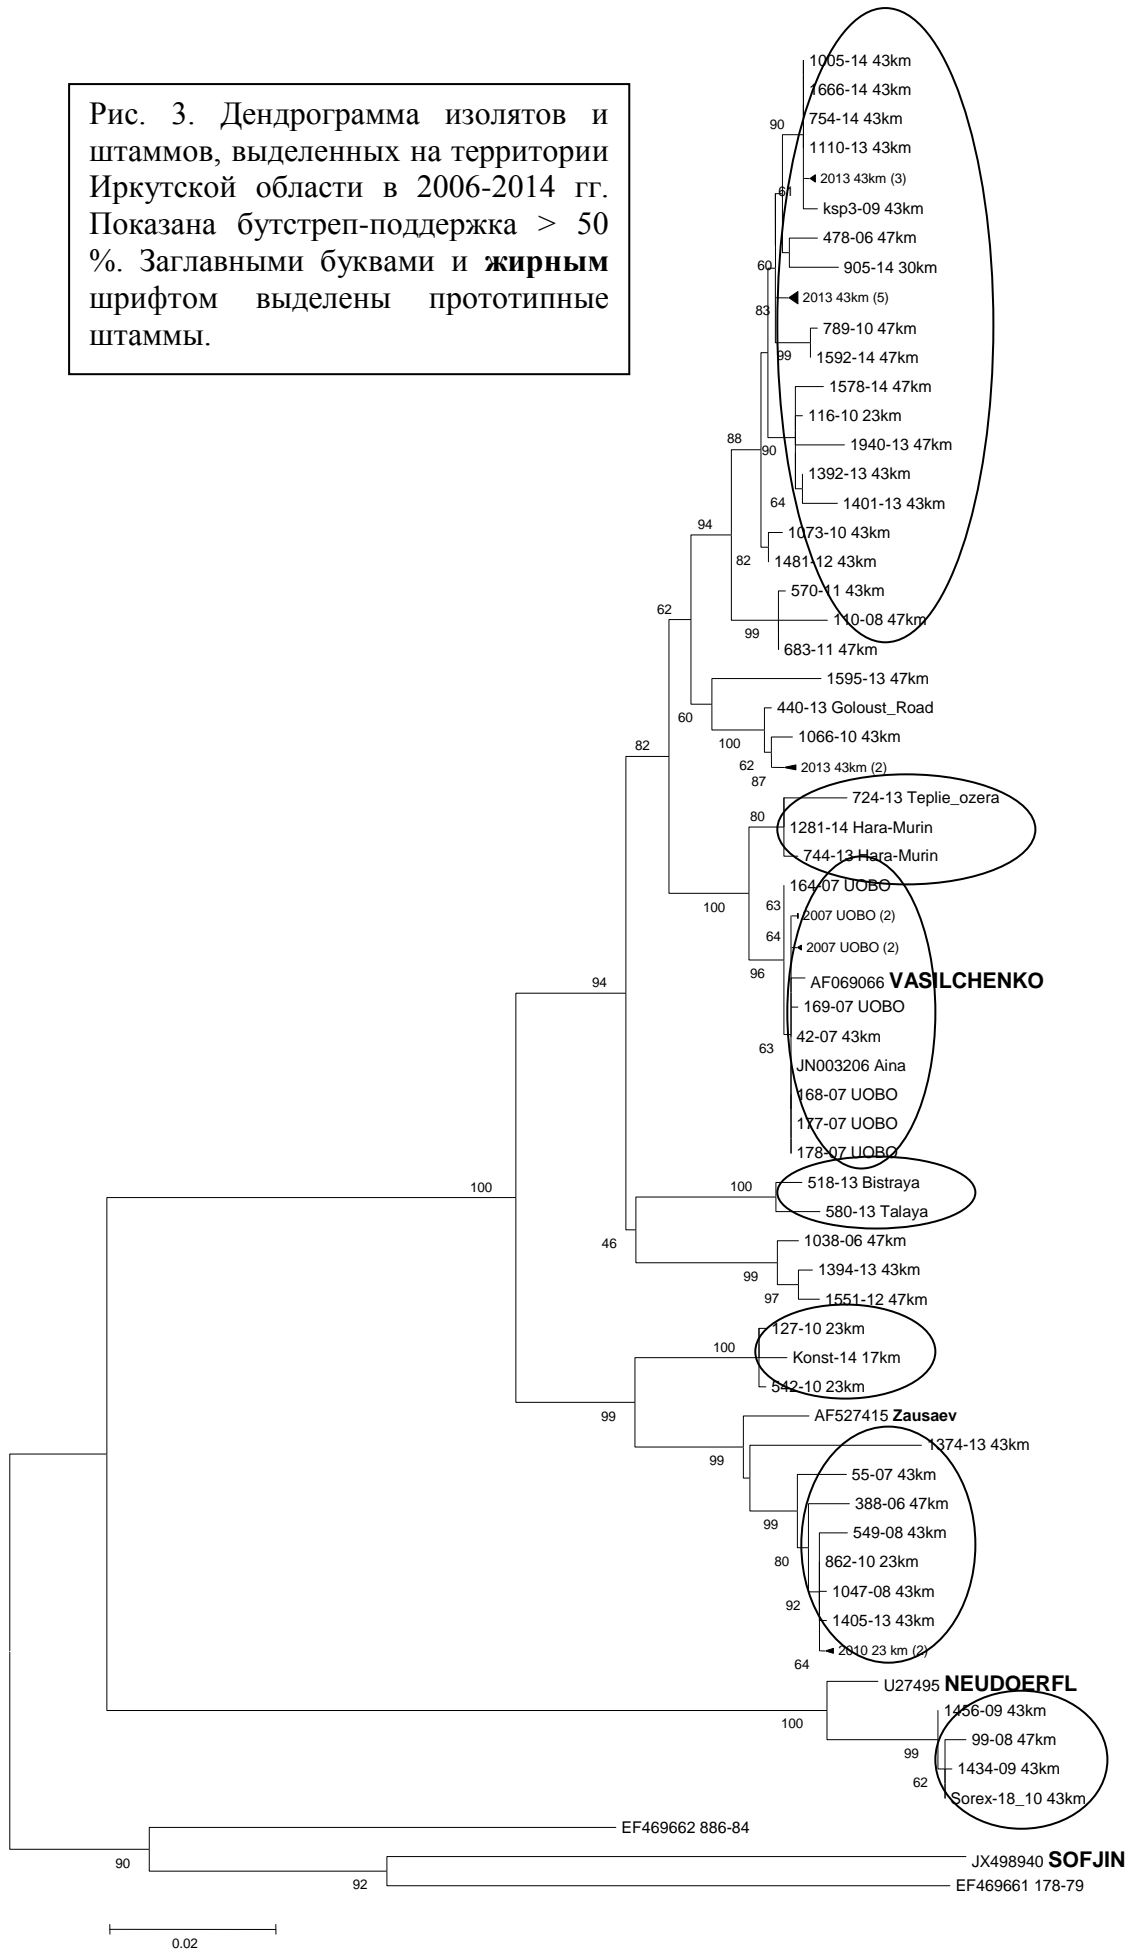 Рис. 3. Дендрограмма изолятов и
штаммов, выделенных на территории
Иркутской области в 2006-2014 гг.
Показана бутстреп-поддержка > 50
%. Заглавными буквами и жирным
шрифтом выделены прототипные
штаммы.
1005-14 43km
1666-14 43km
754-14 43km
90
1110-13 43km
2013 43km (3)
61
ksp3-09 43km
478-06 47km
60
905-14 30km
2013 43km (5)
83
789-10 47km
99
1592-14 47km
1578-14 47km
116-10 23km
88
1940-13 47km
90
1392-13 43km
64
1401-13 43km
94
1073-10 43km
82
1481-12 43km
570-11 43km
62
110-08 47km
99
683-11 47km
1595-13 47km
440-13 Goloust_Road
60
1066-10 43km
100
82
62
2013 43km (2)
87
724-13 Teplie_ozera
80
1281-14 Hara-Murin
744-13 Hara-Murin
164-07 UOBO
63
100
2007 UOBO (2)
64
2007 UOBO (2)
96
94
AF069066 VASILCHENKO
169-07 UOBO
42-07 43km
63
JN003206 Aina
168-07 UOBO
177-07 UOBO
178-07 UOBO
518-13 Bistraya
100
100
580-13 Talaya
46
1038-06 47km
1394-13 43km
99
97
1551-12 47km
127-10 23km
100
Konst-14 17km
542-10 23km
99
AF527415 Zausaev
1374-13 43km
99
55-07 43km
388-06 47km
99
549-08 43km
80
862-10 23km
1047-08 43km
92
1405-13 43km
2010 23 km (2)
64
U27495 NEUDOERFL
1456-09 43km
100
99-08 47km
99
1434-09 43km
62
Sorex-18_10 43km
EF469662 886-84
90
JX498940 SOFJIN
92
EF469661 178-79
0.02